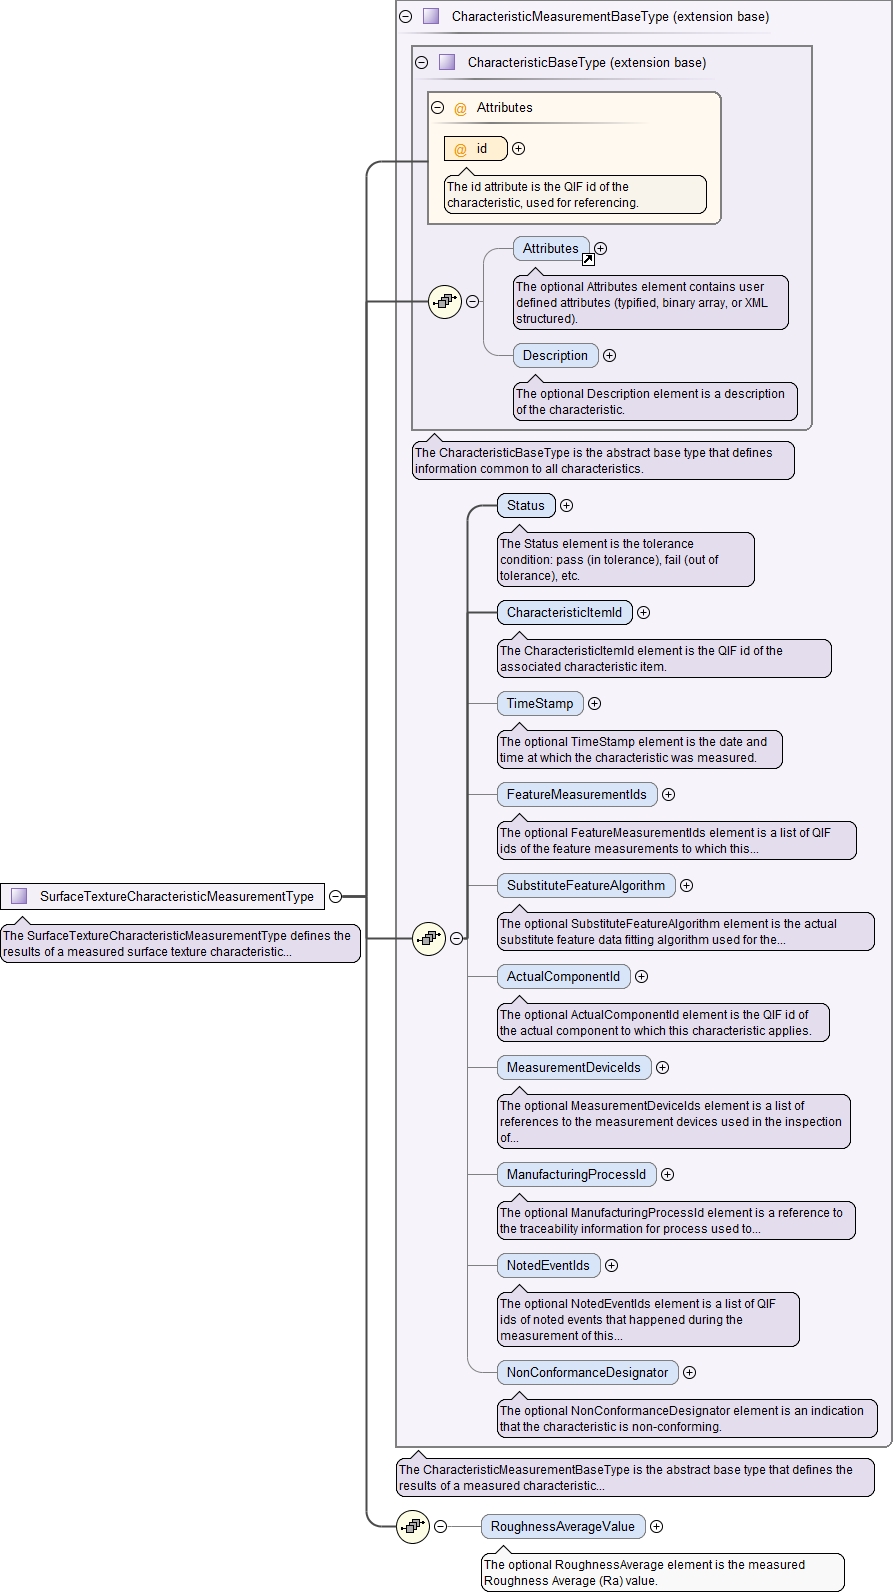 CharacteristicMeasurementBaseType (extension base)
CharacteristicBaseType (extension base)
@ Attributes
@ id
The id attribute is the QIF id of the
characteristic, used for referencing.
Attributes
The optional Attributes element contains user
defined attributes (typified, binary array, or XML
structured).
Description
The optional Description element is a description
of the characteristic.
The CharacteristicBaseType is the abstract base type that defines
information common to all characteristics.
Status
The Status element is the tolerance
condition: pass (in tolerance), fail (out of
tolerance), etc.
CharacteristicItemId
The CharacteristicItemId element is the QIF id of the
associated characteristic item.
TimeStamp
The optional TimeStamp element is the date and
time at which the characteristic was measured.
FeatureMeasurementIds
The optional FeatureMeasurementIds element is a list of QIF
ids of the feature measurements to which this...
SubstituteFeatureAlgorithm
The optional SubstituteFeatureAlgorithm element is the actual
substitute feature data fitting algorithm used for the...
SurfaceTextureCharacteristicMeasurementType
The SurfaceTextureCharacteristicMeasurementType defines the
results of a measured surface texture characteristic...
ActualComponentId
The optional ActualComponentId element is the QIF id of
the actual component to which this characteristic applies.
MeasurementDeviceIds
The optional MeasurementDeviceIds element is a list of
references to the measurement devices used in the inspection
of...
ManufacturingProcessId
The optional ManufacturingProcessId element is a reference to
the traceability information for process used to...
NotedEventIds
The optional NotedEventIds element is a list of QIF
ids of noted events that happened during the
measurement of this...
NonConformanceDesignator
The optional NonConformanceDesignator element is an indication
that the characteristic is non-conforming.
The CharacteristicMeasurementBaseType is the abstract base type that defines the
results of a measured characteristic...
RoughnessAverageValue
The optional RoughnessAverage element is the measured
Roughness Average (Ra) value.